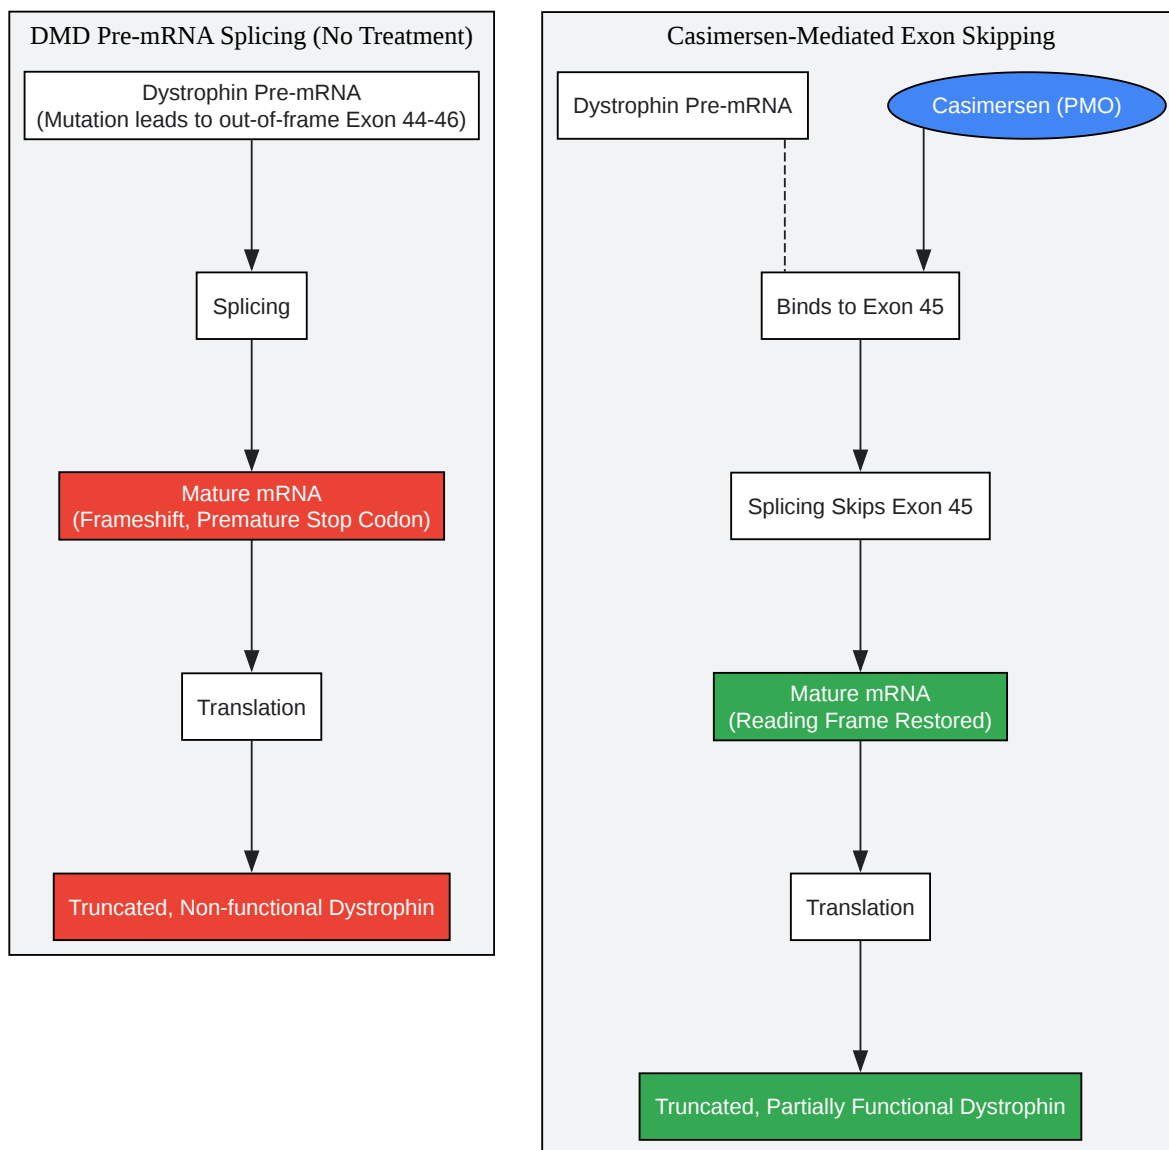 DMD Pre-mRNA Splicing (No Treatment)
Dystrophin Pre-mRNA
(Mutation leads to out-of-frame Exon 44-46)
Splicing
Mature mRNA
(Frameshift, Premature Stop Codon)
Translation
Truncated, Non-functional Dystrophin
Casimersen-Mediated Exon Skipping
Dystrophin Pre-mRNA
Casimersen (PMO)
Binds to Exon 45
Splicing Skips Exon 45
Mature mRNA
(Reading Frame Restored)
Translation
Truncated, Partially Functional Dystrophin